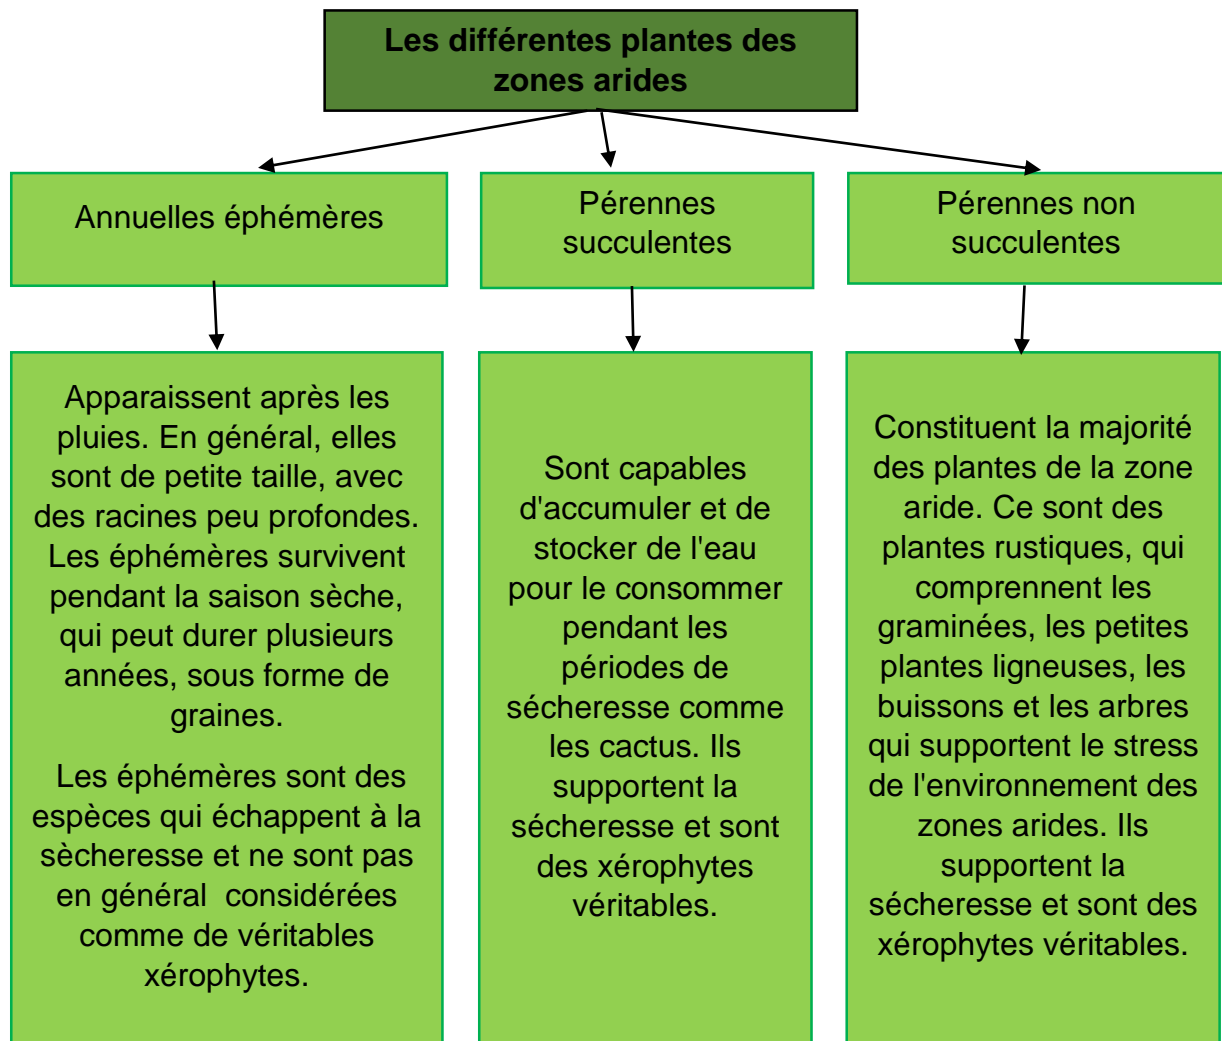 Les différentes plantes des
zones arides
Annuelles éphémères
Pérennes
succulentes
Pérennes non
succulentes
Apparaissent après les
pluies. En général, elles
sont de petite taille, avec
des racines peu profondes.
Les éphémères survivent
pendant la saison sèche,
qui peut durer plusieurs
années, sous forme de
graines.
Les éphémères sont des
espèces qui échappent à la
sècheresse et ne sont pas
en général considérées
comme de véritables
xérophytes.
Sont capables
d'accumuler et de
stocker de l'eau
pour le consommer
pendant les
périodes de
sécheresse comme
les cactus. Ils
supportent la
sécheresse et sont
des xérophytes
véritables.
Constituent la majorité
des plantes de la zone
aride. Ce sont des
plantes rustiques, qui
comprennent les
graminées, les petites
plantes ligneuses, les
buissons et les arbres
qui supportent le stress
de l'environnement des
zones arides. Ils
supportent la
sécheresse et sont des
xérophytes véritables.